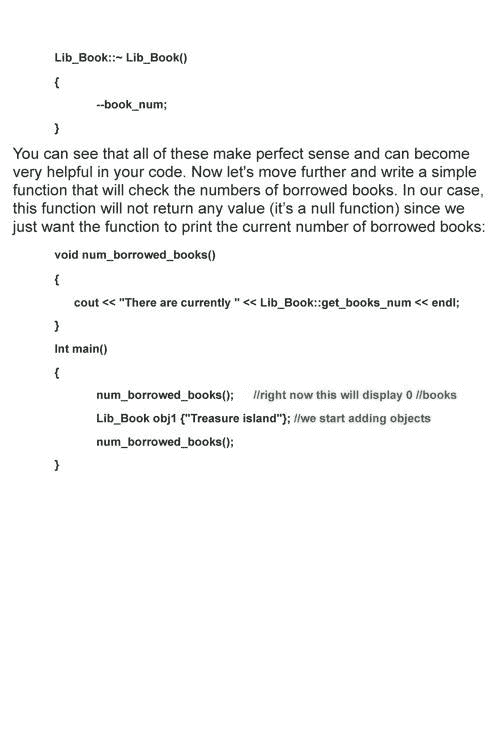 Lib_Book::~ Lib_Book()
{
--book_num;
}
You can see that all of these make perfect sense and can become
very helpful in your code. Now let's move further and write a simple
function that will check the numbers of borrowed books. In our case,
this function will not return any value (it’s a null function) since we
just want the function to print the current number of borrowed books:
void num_borrowed_books()
{
cout << "There are currently " << Lib_Book::get_books_num << endl;
}
Int main()
{
num_borrowed_books(); //right now this will display 0 //books
Lib_Book obj1 {"Treasure island"}; //we start adding objects
num_borrowed_books();
}